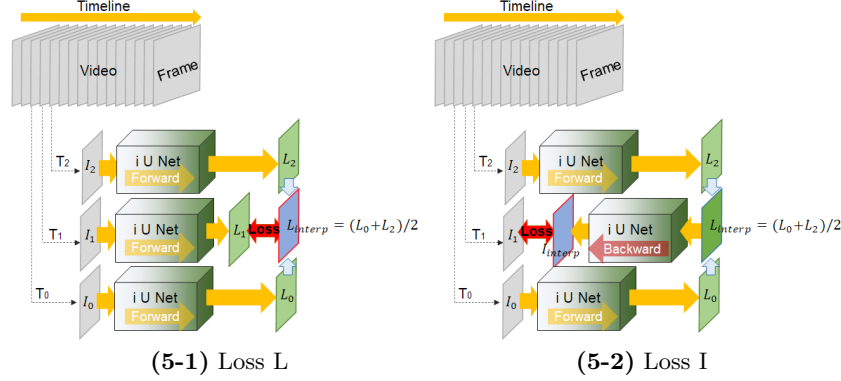 Timeline
Video
Frame
T2
I2
i U Net
Forward
L2
T1
I1
i U Net
Forward
L1
Loss
Linterp = (L0+L2)/2
T0
I0
i U Net
Forward
L0
(5-1) Loss L
Timeline
Video
Frame
T2
I2
i U Net
Forward
L2
T1
I1
Loss
Iinterp
i U Net
Backward
Linterp = (L0+L2)/2
T0
I0
i U Net
Forward
L0
(5-2) Loss I